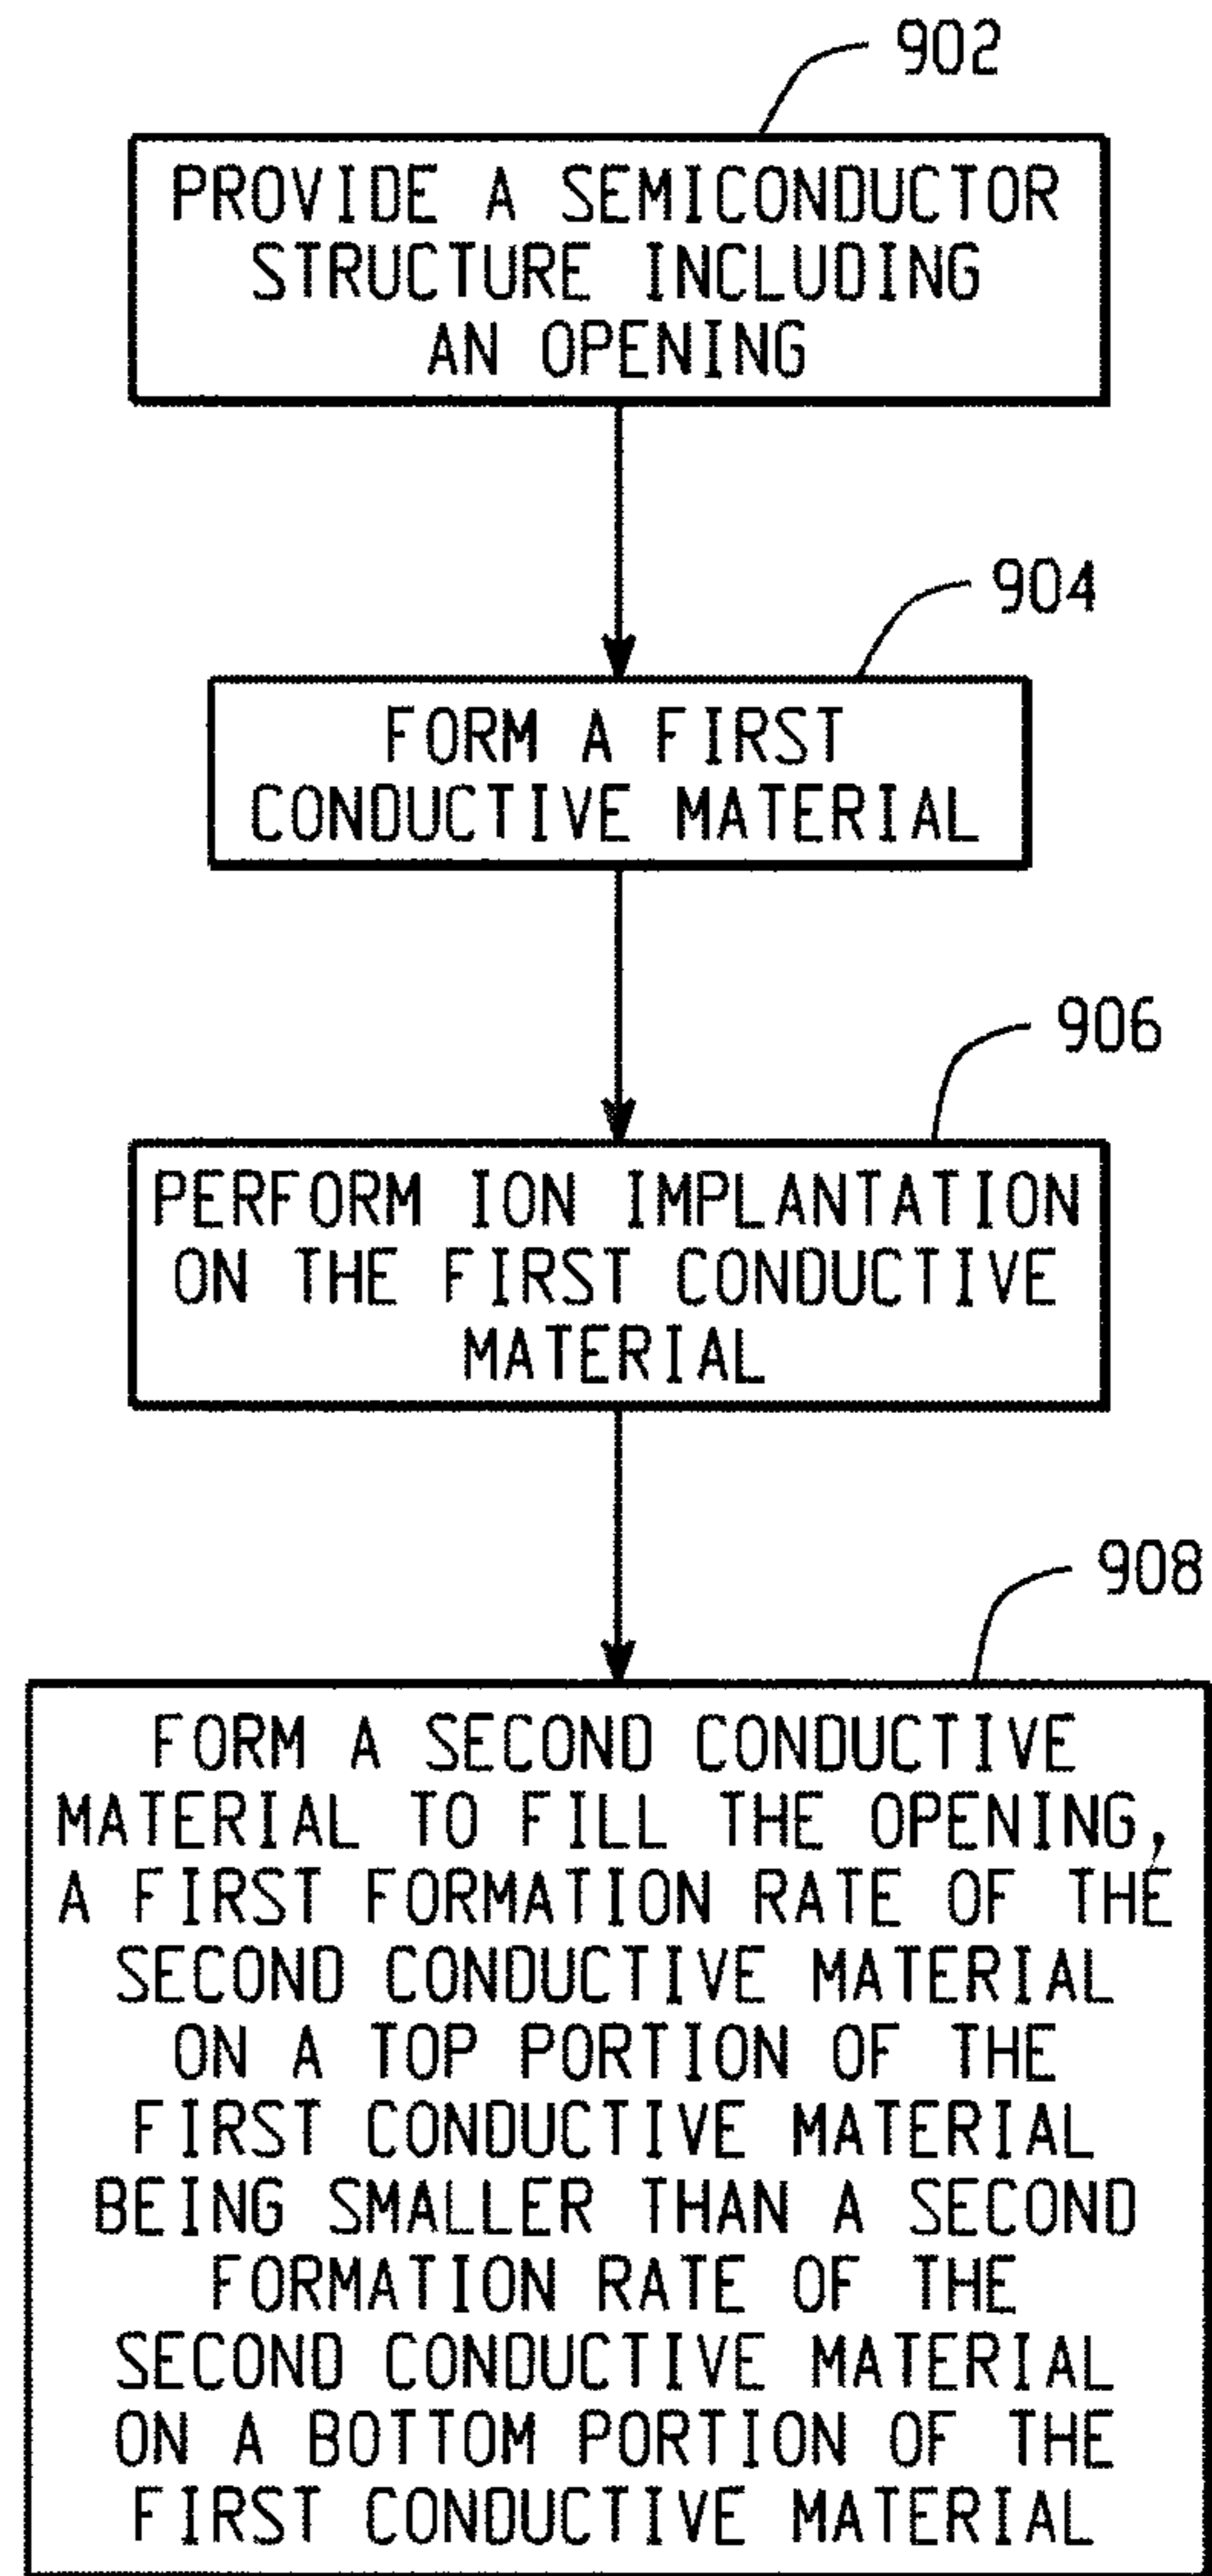 902
PROVIDE A SEMICONDUCTOR
STRUCTURE INCLUDING
AN OPENING
904
FORM A FIRST
CONDUCTIVE MATERIAL
906
PERFORM ION IMPLANTATION
ON THE FIRST CONDUCTIVE
MATERIAL
908
FORM A SECOND CONDUCTIVE
MATERIAL TO FILL THE OPENING,
A FIRST FORMATION RATE OF THE
SECOND CONDUCTIVE MATERIAL
ON A TOP PORTION OF THE
FIRST CONDUCTIVE MATERIAL
BEING SMALLER THAN A SECOND
FORMATION RATE OF THE
SECOND CONDUCTIVE MATERIAL
ON A BOTTOM PORTION OF THE
FIRST CONDUCTIVE MATERIAL